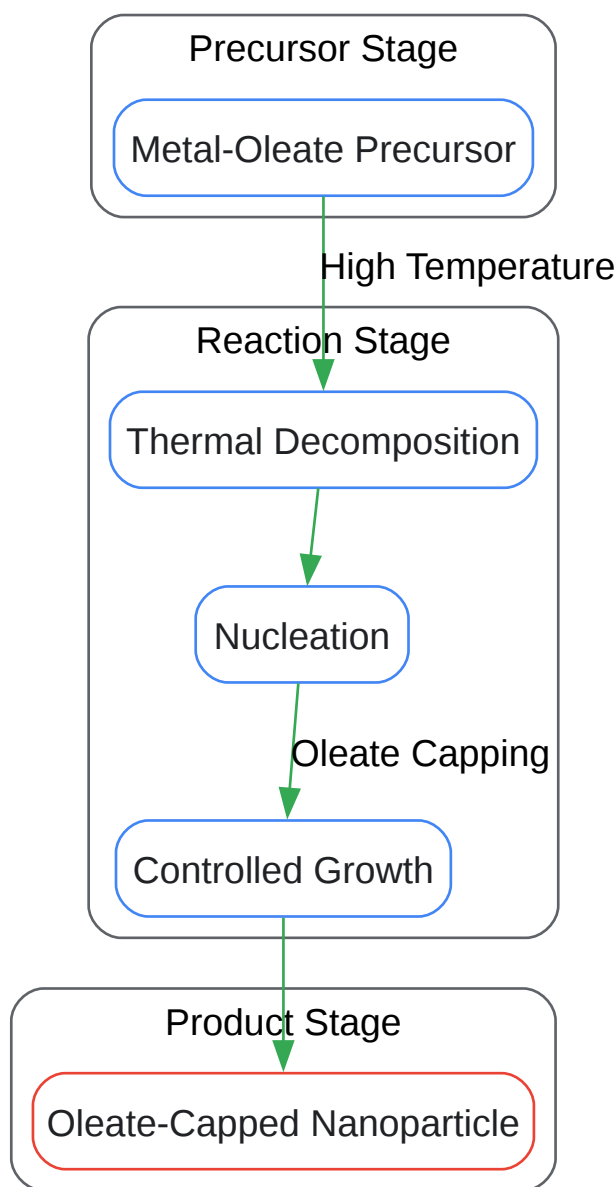 Precursor Stage
Metal-Oleate Precursor
High Temperature
Reaction Stage
Thermal Decomposition
Nucleation
Oleate Capping
Controlled Growth
Product Stage
Oleate-Capped Nanoparticle